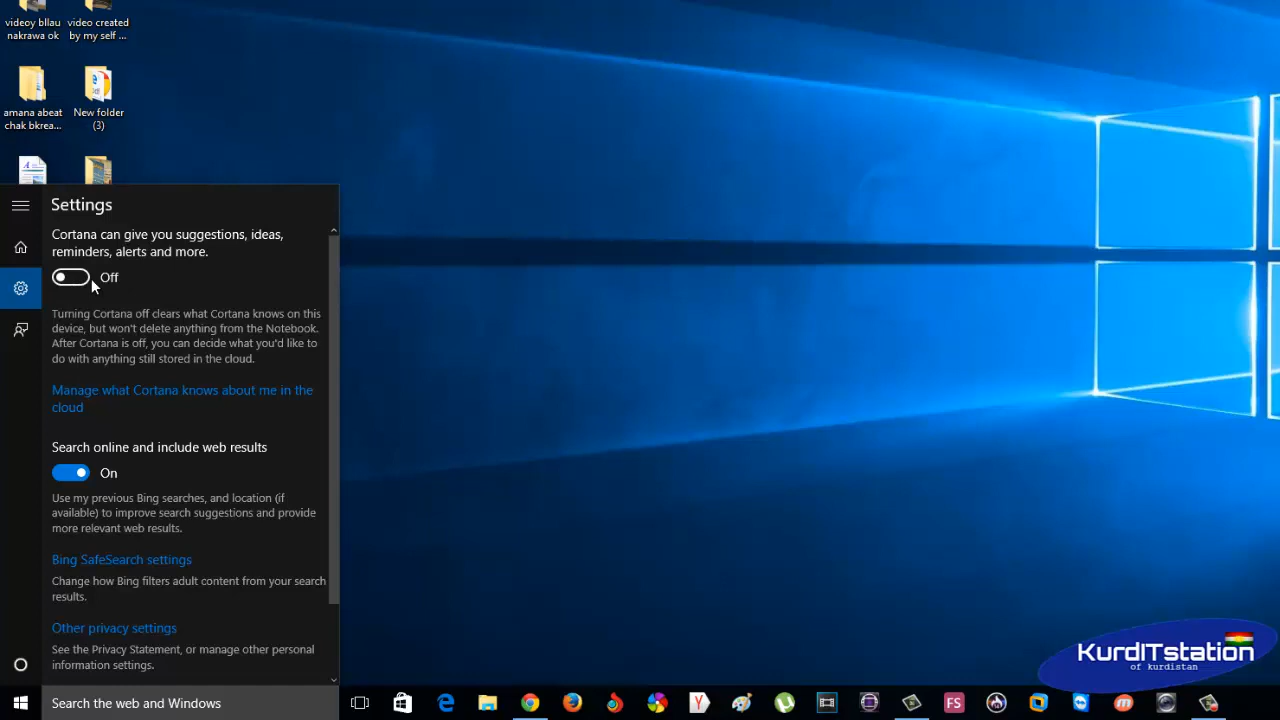 videoy bllau
nakrawa ok
video created
by my self ...
amana abeat
chak bkrea...
New folder
(3)
Settings
Cortana can give you suggestions, ideas,
reminders, alerts and more.
Off
Turning Cortana off clears what Cortana knows on this
device, but won't delete anything from the Notebook.
After Cortana is off, you can decide what you'd like to
do with anything still stored in the cloud.
Manage what Cortana knows about me in the
cloud
Search online and include web results
On
Use my previous Bing searches, and location (if
available) to improve search suggestions and provide
more relevant web results.
Bing SafeSearch settings
Change how Bing filters adult content from your search
results.
Other privacy settings
See the Privacy Statement, or manage other personal
information settings.
Search the web and Windows
FS
KurdITstation
of kurdistan